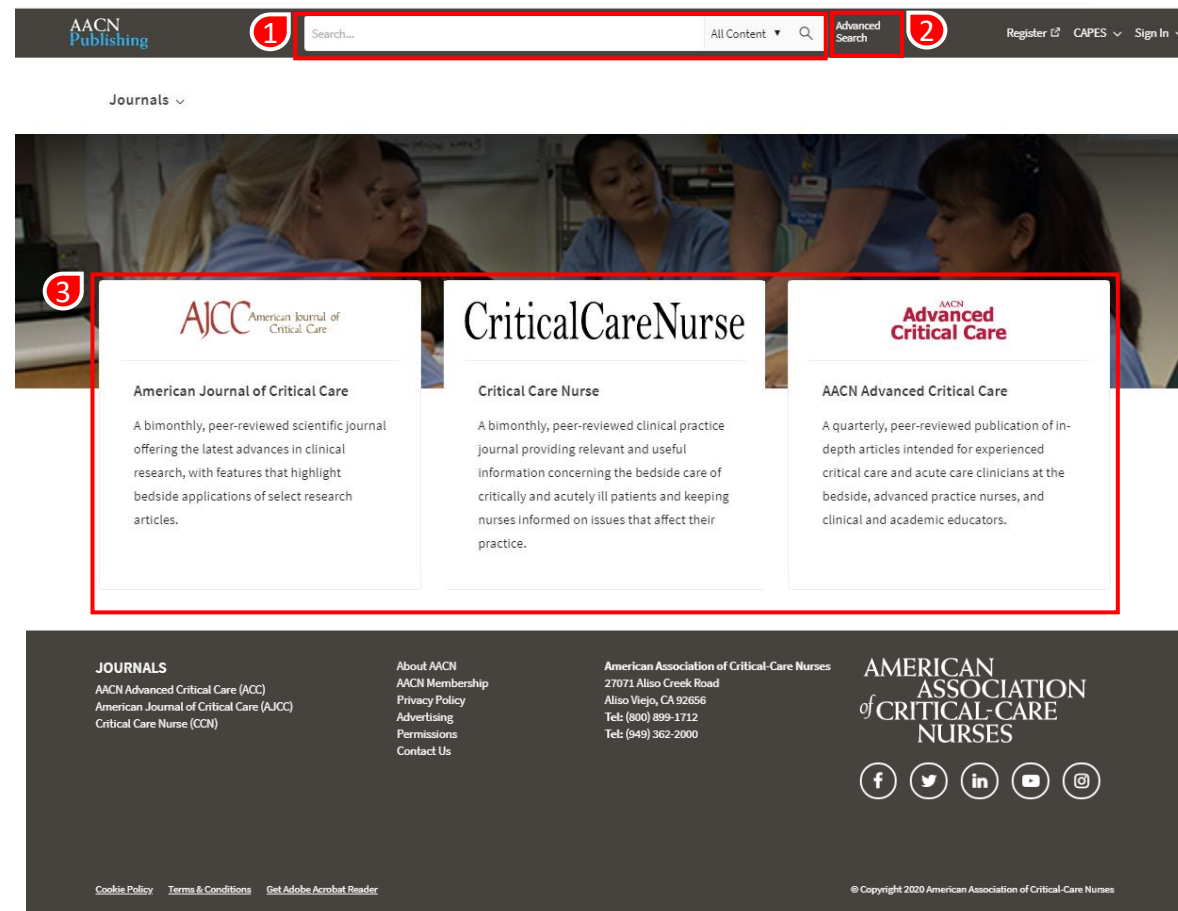 AACN
Publishing
1
Search...
All Content ▼
Advanced
Search
2
Register
CAPES
Sign In
Journals
3
AJCC American Journal of
Critical Care
CriticalCareNurse
AACN
Advanced
Critical Care
American Journal of Critical Care
A bimonthly, peer-reviewed scientific journal
offering the latest advances in clinical
research, with features that highlight
bedside applications of select research
articles.
Critical Care Nurse
A bimonthly, peer-reviewed clinical practice
journal providing relevant and useful
information concerning the bedside care of
critically and acutely ill patients and keeping
nurses informed on issues that affect their
practice.
AACN Advanced Critical Care
A quarterly, peer-reviewed publication of in-
depth articles intended for experienced
critical care and acute care clinicians at the
bedside, advanced practice nurses, and
clinical and academic educators.
JOURNALS
AACN Advanced Critical Care (ACC)
American Journal of Critical Care (AJCC)
Critical Care Nurse (CCN)
About AACN
AACN Membership
Privacy Policy
Advertising
Permissions
Contact Us
American Association of Critical-Care Nurses
27071 Aliso Creek Road
Aliso Viejo, CA 92656
Tel: (800) 899-1712
Tel: (949) 362-2000
AMERICAN
ASSOCIATION
of CRITICAL-CARE
NURSES
Cookie Policy
Terms & Conditions
Get Adobe Acrobat Reader
© Copyright 2020 American Association of Critical-Care Nurses